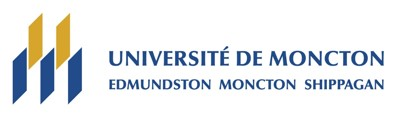 UNIVERSITÉ DE MONCTON
EDMUNDSTON MONCTON SHIPPAGAN